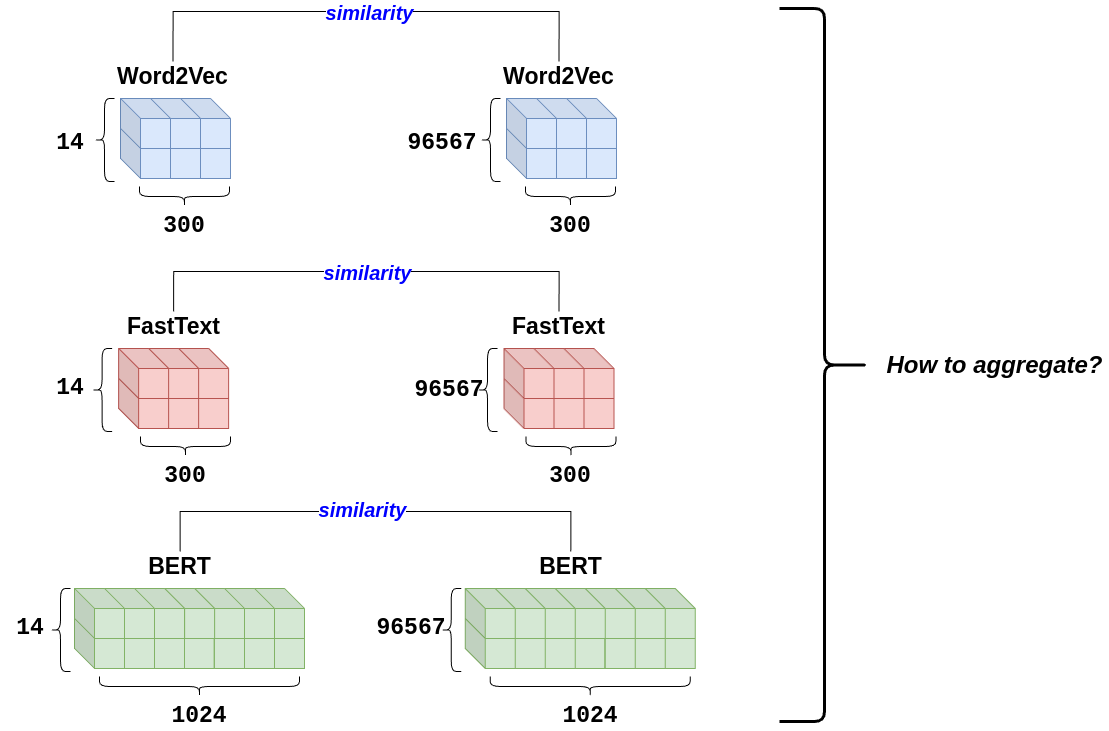 similarity
Word2Vec Word2Vec
14 96567
300 300
similarity
FastText FastText
How to aggregate?
14 96567
300 300
similarity
BERT BERT
14 96567
1024 1024